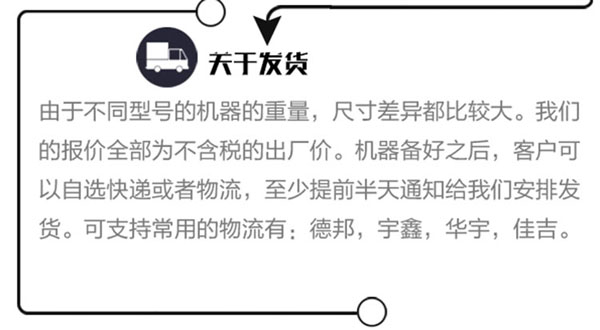 关于发货
由于不同型号的机器的重量，尺寸差异都比较大。我们
的报价全部为不含税的出厂价。机器备好之后，客户可
以自选快递或者物流，至少提前半天通知给我们安排发
货。可支持常用的物流有：德邦，宇鑫，华宇，佳吉。